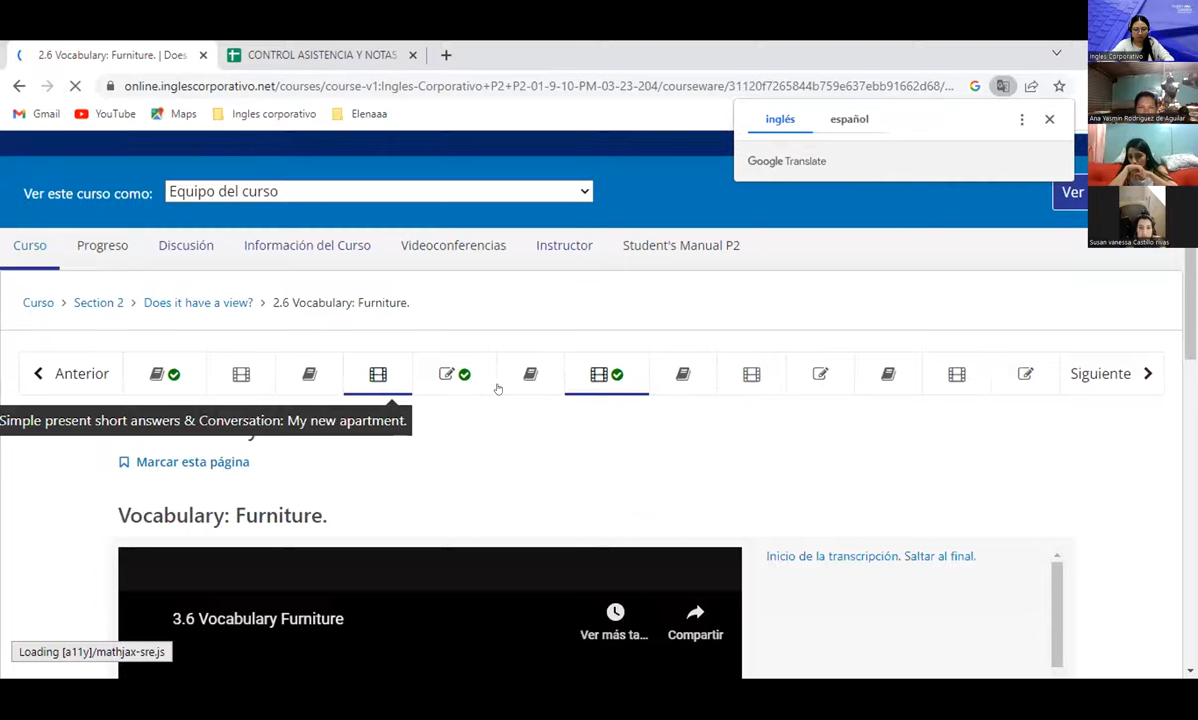 2.6 Vocabulary: Furniture. | Does
CONTROL ASISTENCIA Y NOTAS
online.inglescorporativo.net/courses/course-v1:Ingles-Corporativo+P2+P2-01-9-10-PM-03-23-204/courseware/31120f7265844b759e637ebb91662d68/...
Gmail
YouTube
Maps
Ingles corporativo
Elenaaa
inglés
español
Google Translate
Ver este curso como:
Equipo del curso
Ver
Curso
Progreso
Discusión
Información del Curso
Videoconferencias
Instructor
Student's Manual P2
Curso > Section 2 > Does it have a view? > 2.6 Vocabulary: Furniture.
Anterior
Siguiente
Simple present short answers & Conversation: My new apartment.
Marcar esta página
Vocabulary: Furniture.
Inicio de la transcripción. Saltar al final.
3.6 Vocabulary Furniture
Ver más ta...
Compartir
Loading [a11y]/mathjax-sre.js
Ingles Corporativo
Ana Yasmin Rodriguez de Aguilar
Susan vanessa Castillo rivas